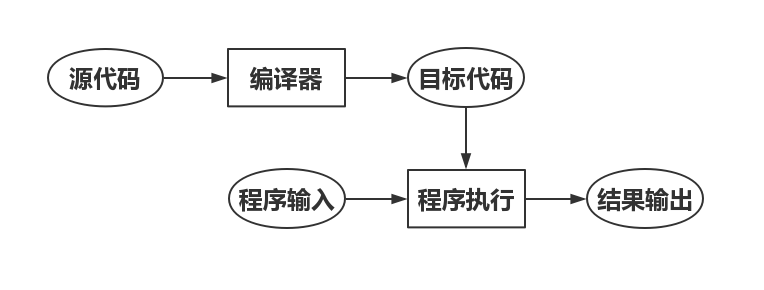 源代码
编译器
目标代码
程序输入
程序执行
结果输出